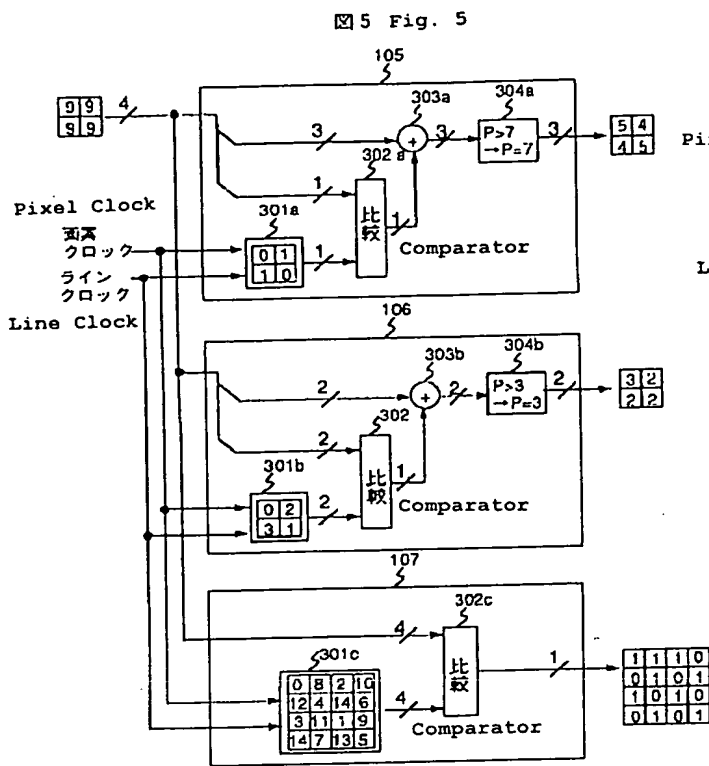 図5 Fig. 5
105
9 9
9 9
4
303a
304a
3
3
P>7
→P=7
3
5 4
4 5
Pi
302a
1
比較
1
Comparator
Pixel Clock
画素
クロック
301a
0 1
1 0
1
ライン
クロック
Line Clock
L
106
303b
304b
2
2
P>3
→P=3
2
3 2
2 2
302
2
比較
1
Comparator
301b
0 2
3 1
2
107
302c
4
比較
1
Comparator
301c
0 8 2 10
12 4 14 6
3 11 1 9
14 7 13 5
4
1 1 1 0
0 1 0 1
1 0 1 0
0 1 0 1